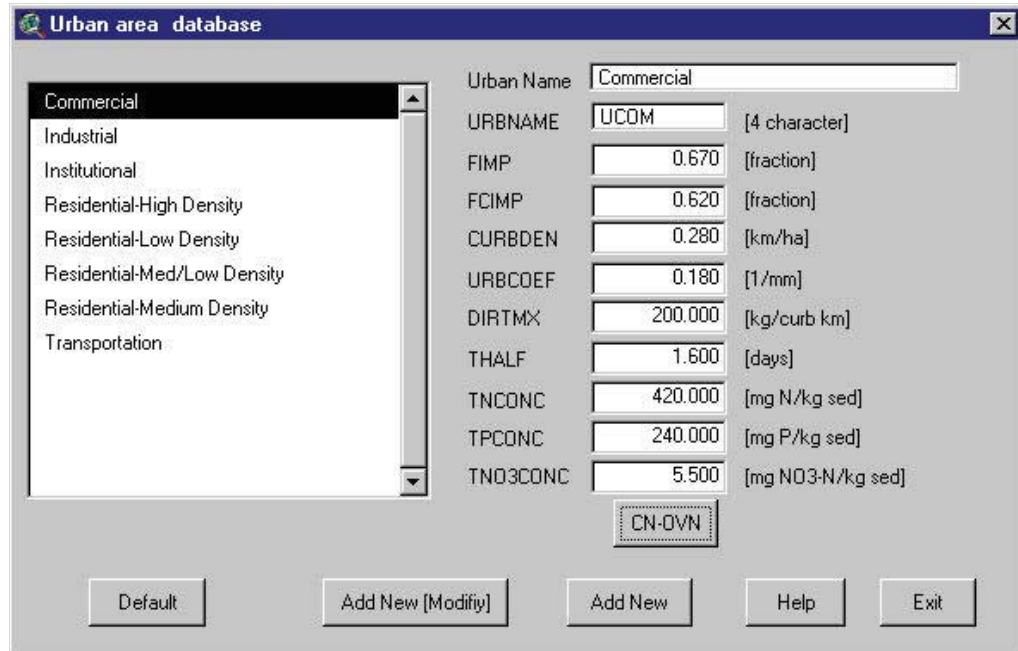 Urban area database
Commercial
Industrial
Institutional
Residential-High Density
Residential-Low Density
Residential-Med/Low Density
Residential-Medium Density
Transportation
Urban Name Commercial
URBNAME UCOM [4 character]
FIMP 0.670 [fraction]
FCIMP 0.620 [fraction]
CURBDEN 0.280 [km/ha]
URBCOEF 0.180 [1/mm]
DIRTMX 200.000 [kg/curb km]
THALF 1.600 [days]
TNCONC 420.000 [mg N/kg sed]
TPCONC 240.000 [mg P/kg sed]
TNO3CONC 5.500 [mg NO3-N/kg sed]
CN-OVN
Default Add New [Modifiy] Add New Help Exit